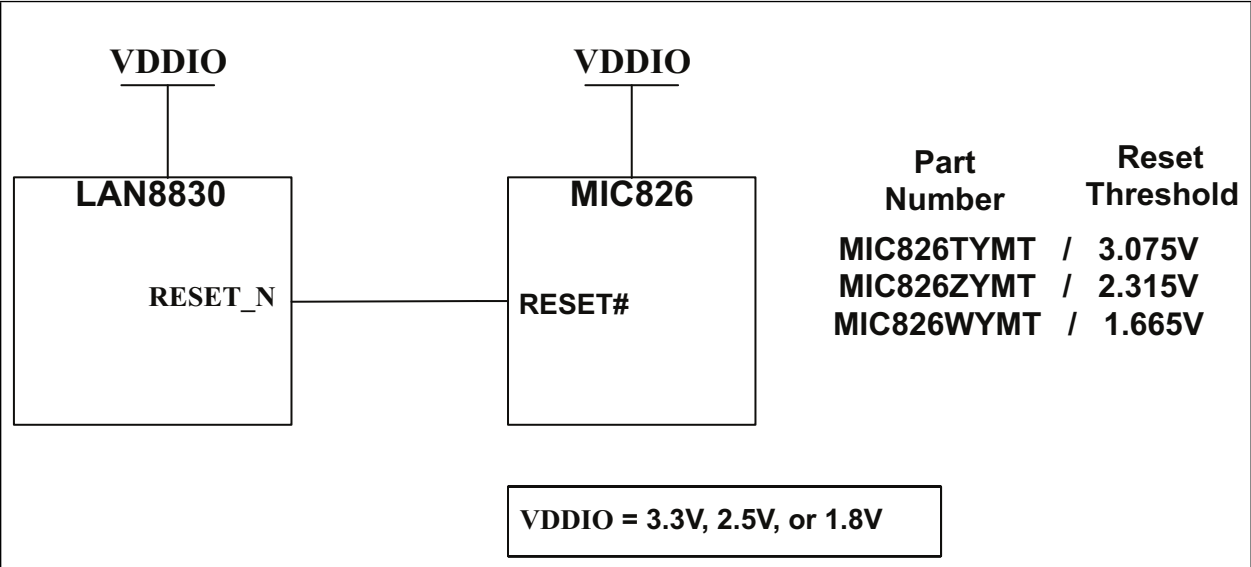 VDDIO
VDDIO
LAN8830
MIC826
RESET_N
RESET#
Part Number
Reset Threshold
MIC826TYMT / 3.075V
MIC826ZYMT / 2.315V
MIC826WYMT / 1.665V
VDDIO = 3.3V, 2.5V, or 1.8V